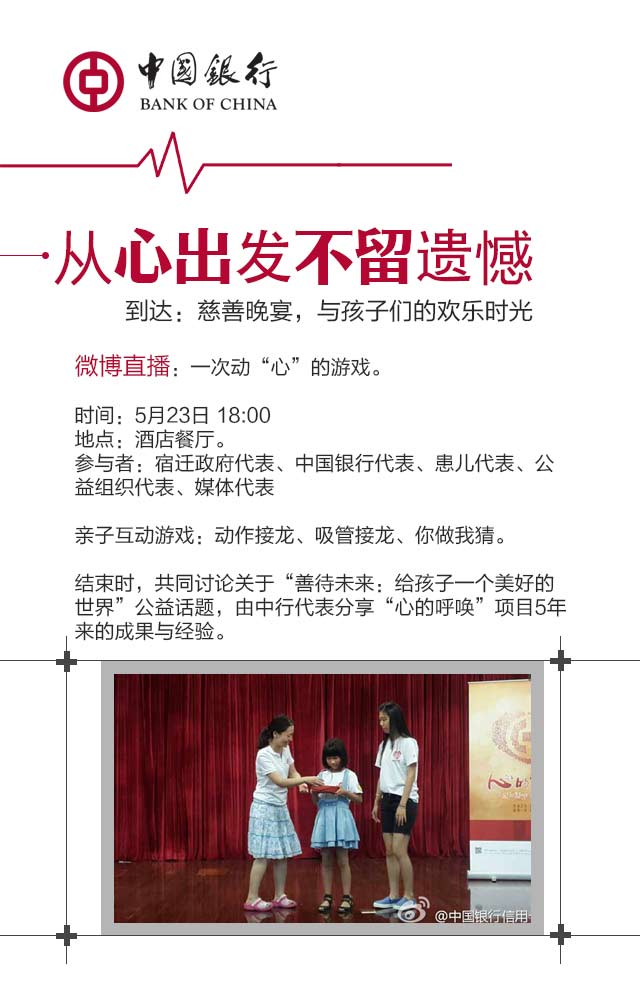 中國銀行
BANK OF CHINA
从心出发不留遗憾
到达：慈善晚宴，与孩子们的欢乐时光
微博直播：一次动“心”的游戏。
时间：5月23日 18:00
地点：酒店餐厅。
参与者：宿迁政府代表、中国银行代表、患儿代表、公
益组织代表、媒体代表
亲子互动游戏：动作接龙、吸管接龙、你做我猜。
结束时，共同讨论关于“善待未来：给孩子一个美好的
世界”公益话题，由中行代表分享“心的呼唤”项目5年
来的成果与经验。
心的
@中国银行信用